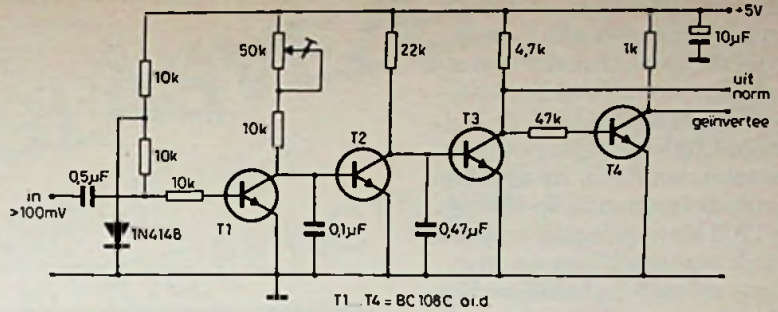 +5V
50k
22k
4,7k
1k
10µF
10k
uit
norm
10k
T2
T3
47k
geïnvertee
10k
0,5µF
10k
in
>100mV
T1
T4
1N4148
0,1µF
0,47µF
T1...T4 = BC 108C o.i.d